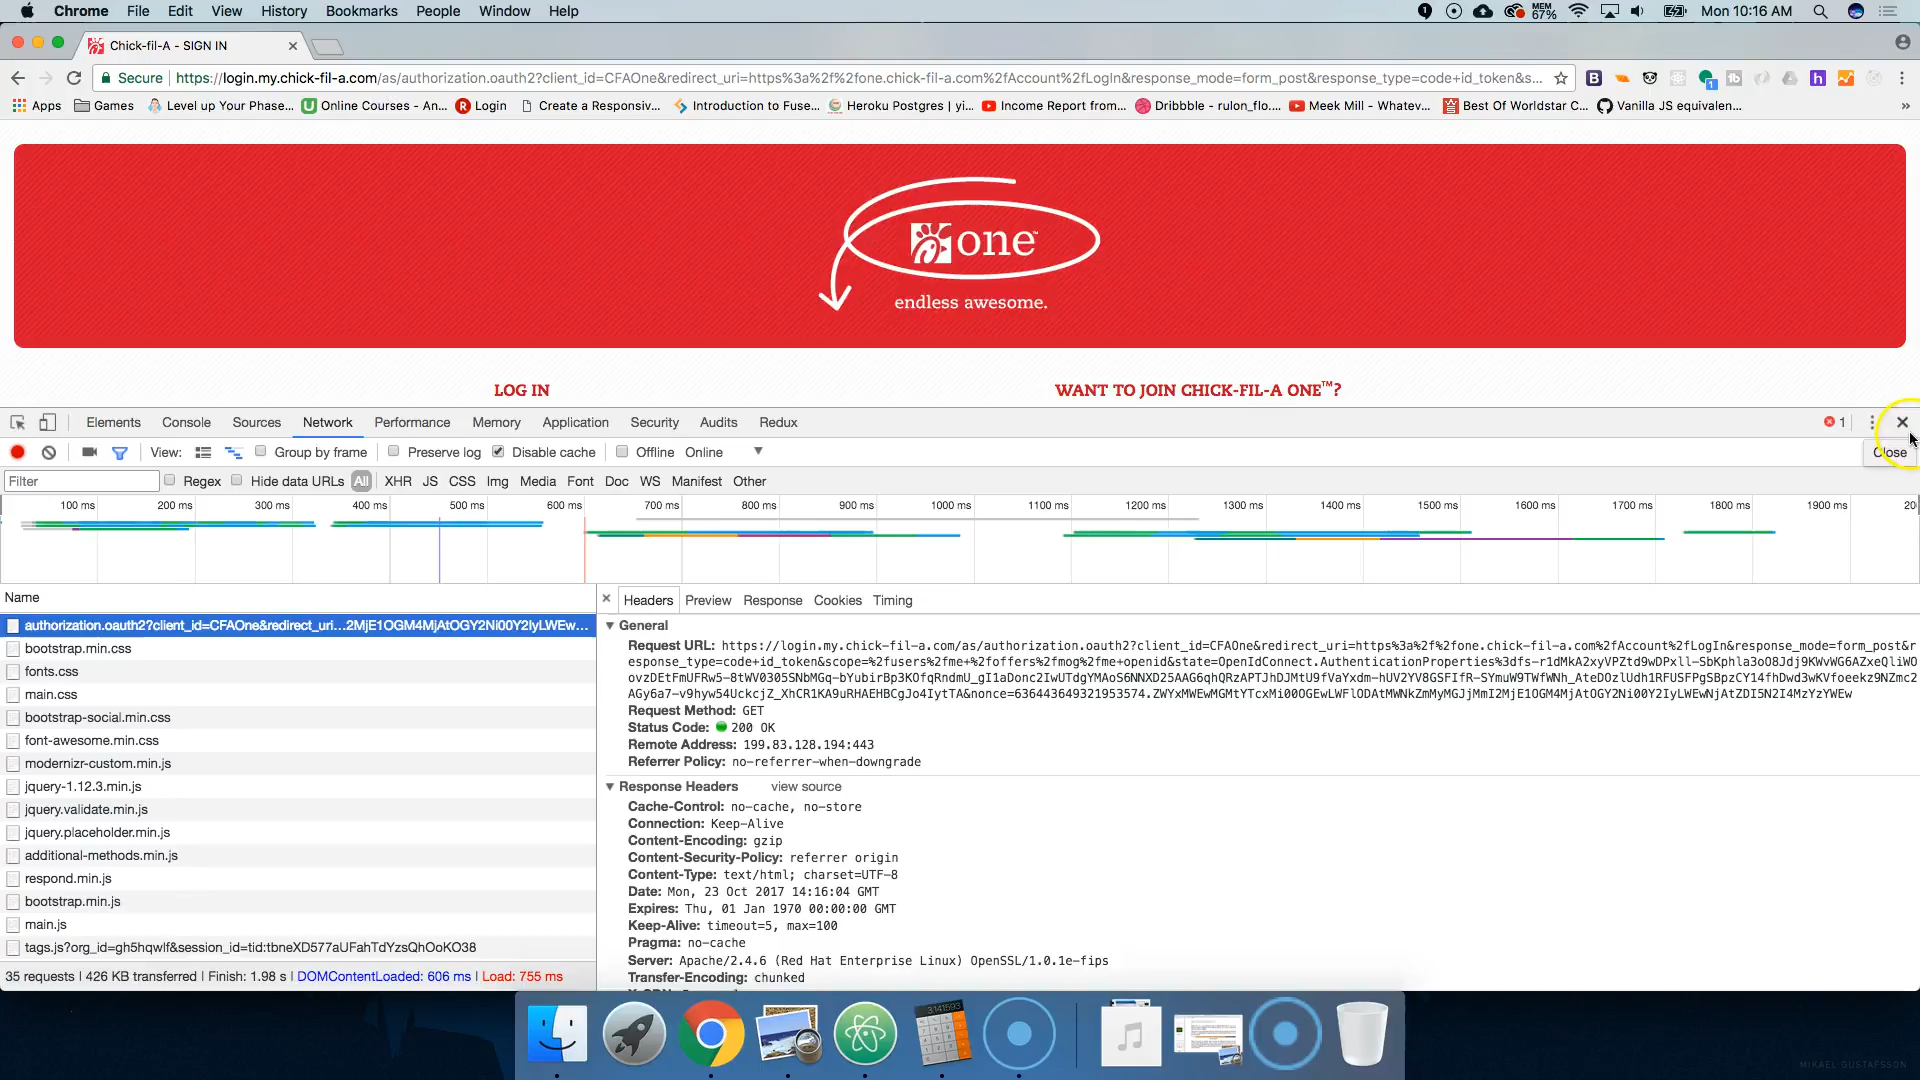 Chrome File Edit View History Bookmarks People Window Help
MEM 67% Mon 10:16 AM
Chick-fil-A - SIGN IN
Secure https://login.my.chick-fil-a.com/as/authorization.oauth2?client_id=CFAOne&redirect_uri=https%3a%2f%2fone.chick-fil-a.com%2fAccount%2fLogIn&response_mode=form_post&response_type=code+id_token&s...
Apps Games Level up Your Phase... Online Courses - An... Login Create a Responsiv... Introduction to Fuse... Heroku Postgres | yi... Income Report from... Dribbble - rulon_flo.... Meek Mill - Whatev... Best Of Worldstar C... Vanilla JS equivalen... »
one™
endless awesome.
LOG IN
WANT TO JOIN CHICK-FIL-A ONE™?
Elements Console Sources Network Performance Memory Application Security Audits Redux 1
View: Group by frame Preserve log Disable cache Offline Online Close
Filter Regex Hide data URLs All XHR JS CSS Img Media Font Doc WS Manifest Other
100 ms 200 ms 300 ms 400 ms 500 ms 600 ms 700 ms 800 ms 900 ms 1000 ms 1100 ms 1200 ms 1300 ms 1400 ms 1500 ms 1600 ms 1700 ms 1800 ms 1900 ms 20
Name
authorization.oauth2?client_id=CFAOne&redirect_uri...2MjE1OGM4MjAtOGY2Ni00Y2IyLWEw...
bootstrap.min.css
fonts.css
main.css
bootstrap-social.min.css
font-awesome.min.css
modernizr-custom.min.js
jquery-1.12.3.min.js
jquery.validate.min.js
jquery.placeholder.min.js
additional-methods.min.js
respond.min.js
bootstrap.min.js
main.js
tags.js?org_id=gh5hqwlf&session_id=tid:tbneXD577aUFahTdYzsQhOoKO38
35 requests | 426 KB transferred | Finish: 1.98 s | DOMContentLoaded: 606 ms | Load: 755 ms
Headers Preview Response Cookies Timing
General
Request URL: https://login.my.chick-fil-a.com/as/authorization.oauth2?client_id=CFAOne&redirect_uri=https%3a%2f%2fone.chick-fil-a.com%2fAccount%2fLogIn&response_mode=form_post&r
esponse_type=code+id_token&scope=%2fusers%2fme+%2foffers%2fmog%2fme+openid&state=OpenIdConnect.AuthenticationProperties%3dfs-r1dMkA2xyVPZtd9wDPxll-SbKphla3oO8Jdj9KWvWG6AZxeQliWO
Request Method: GET
Status Code: 200 OK
Remote Address: 199.83.128.194:443
Referrer Policy: no-referrer-when-downgrade
Response Headers view source
Cache-Control: no-cache, no-store
Connection: Keep-Alive
Content-Encoding: gzip
Content-Security-Policy: referrer origin
Content-Type: text/html; charset=UTF-8
Date: Mon, 23 Oct 2017 14:16:04 GMT
Expires: Thu, 01 Jan 1970 00:00:00 GMT
Keep-Alive: timeout=5, max=100
Pragma: no-cache
Server: Apache/2.4.6 (Red Hat Enterprise Linux) OpenSSL/1.0.1e-fips
Transfer-Encoding: chunked
3.141593
MIKAEL GUSTAFSSON